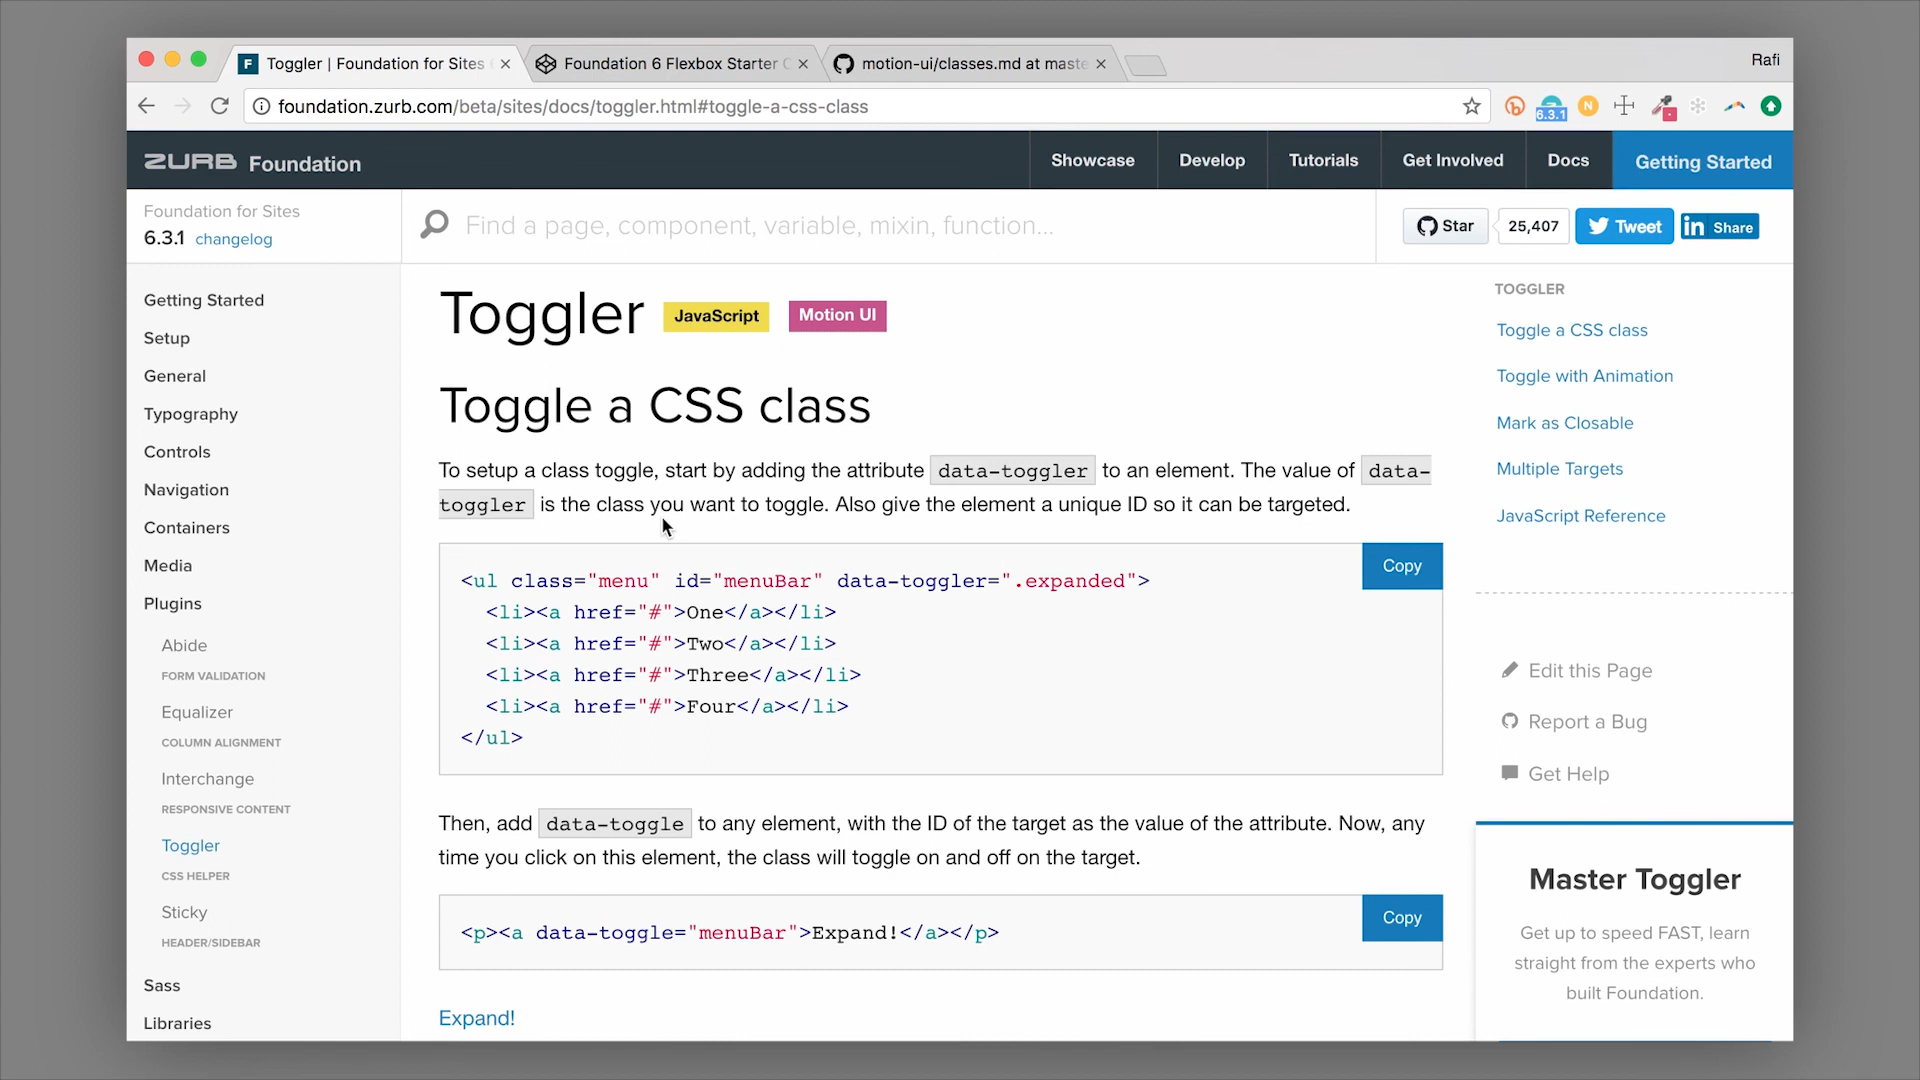 Toggler | Foundation for Sites
Foundation 6 Flexbox Starter
motion-ui/classes.md at maste
Rafi
foundation.zurb.com/beta/sites/docs/toggler.html#toggle-a-css-class
6.3.1
N
ZURB Foundation
Showcase
Develop
Tutorials
Get Involved
Docs
Getting Started
Foundation for Sites
6.3.1 changelog
Find a page, component, variable, mixin, function...
Star
25,407
Tweet
in Share
Getting Started
Setup
General
Typography
Controls
Navigation
Containers
Media
Plugins
Abide
FORM VALIDATION
Equalizer
COLUMN ALIGNMENT
Interchange
RESPONSIVE CONTENT
Toggler
CSS HELPER
Sticky
HEADER/SIDEBAR
Sass
Libraries
Toggler JavaScript Motion UI
Toggle a CSS class
To setup a class toggle, start by adding the attribute data-toggler to an element. The value of data-
toggler is the class you want to toggle. Also give the element a unique ID so it can be targeted.
Copy
<ul class="menu" id="menuBar" data-toggler=".expanded">
<li><a href="#">One</a></li>
<li><a href="#">Two</a></li>
<li><a href="#">Three</a></li>
<li><a href="#">Four</a></li>
</ul>
Then, add data-toggle to any element, with the ID of the target as the value of the attribute. Now, any
time you click on this element, the class will toggle on and off on the target.
Copy
<p><a data-toggle="menuBar">Expand!</a></p>
Expand!
TOGGLER
Toggle a CSS class
Toggle with Animation
Mark as Closable
Multiple Targets
JavaScript Reference
Edit this Page
Report a Bug
Get Help
Master Toggler
Get up to speed FAST, learn
straight from the experts who
built Foundation.